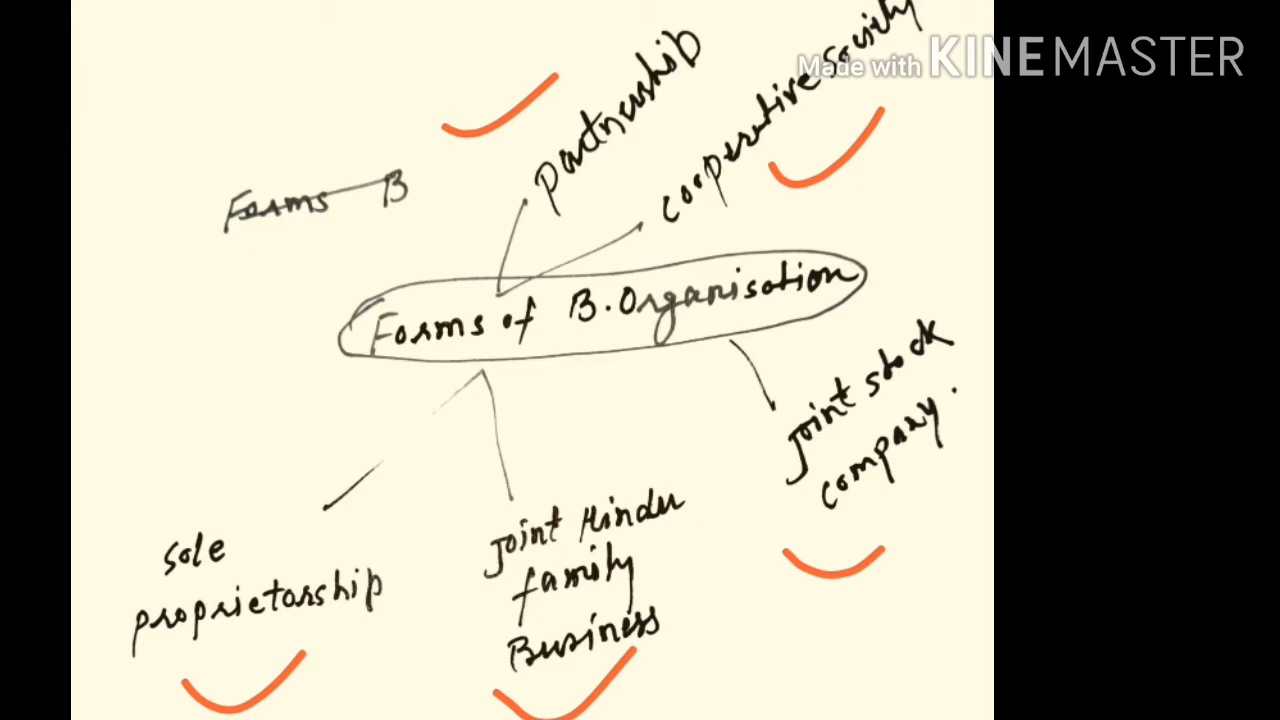 Partnership
cooperative Society
Made with KINEMASTER
Forms B
Forms of B. Organisation
Joint stock
company.
Sole
proprietorship
Joint Hindu
family
Business